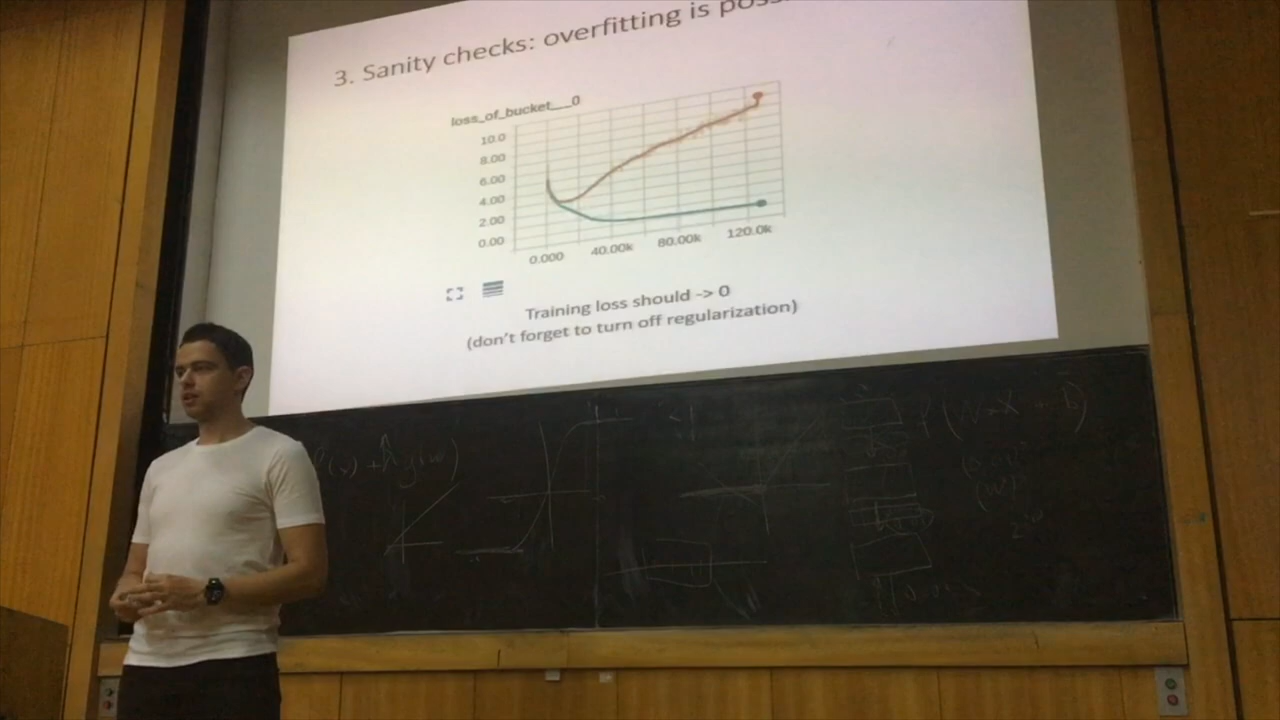 3. Sanity checks: overfitting is
loss_of_bucket__0
10.0
8.00
6.00
4.00
2.00
0.00
0.000 40.00k 80.00k 120.0k
Training loss should -> 0
(don't forget to turn off regularization)